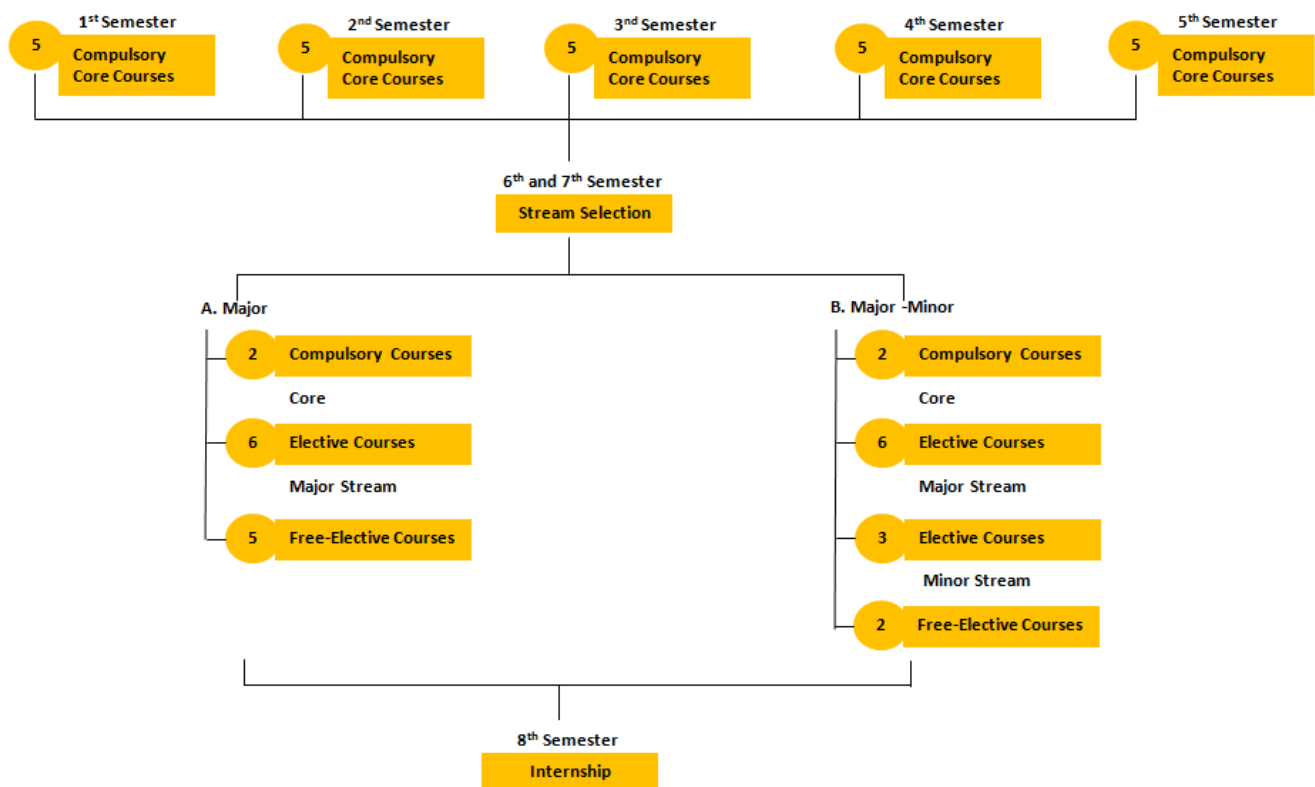 1st Semester
5
Compulsory
Core Courses
2nd Semester
5
Compulsory
Core Courses
3rd Semester
5
Compulsory
Core Courses
4th Semester
5
Compulsory
Core Courses
5th Semester
5
Compulsory
Core Courses
6th and 7th Semester
Stream Selection
A. Major
2 Compulsory Courses
Core
6 Elective Courses
Major Stream
5 Free-Elective Courses
B. Major -Minor
2 Compulsory Courses
Core
6 Elective Courses
Major Stream
3 Elective Courses
Minor Stream
2 Free-Elective Courses
8th Semester
Internship